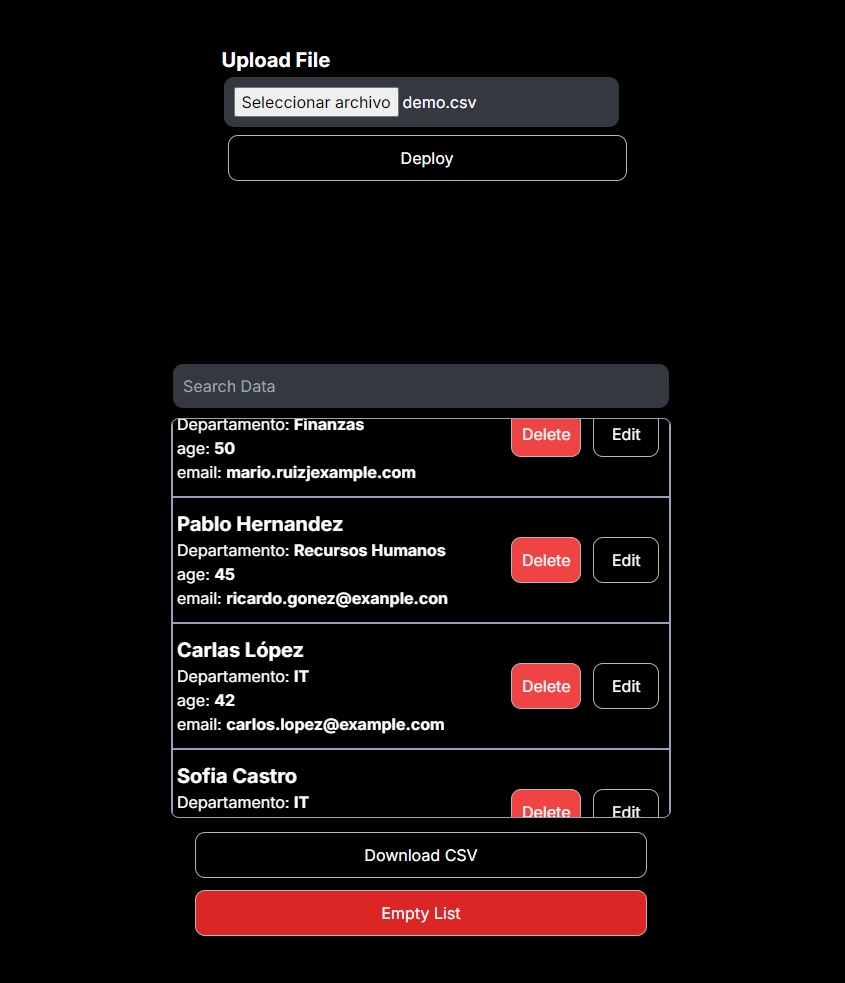 Upload File
Seleccionar archivo demo.csv
Deploy
Search Data
Departamento: Finanzas
Delete Edit
age: 50
email: mario.ruizjexample.com
Pablo Hernandez
Departamento: Recursos Humanos
Delete Edit
age: 45
email: ricardo.gonez@exanple.con
Carlas López
Departamento: IT
Delete Edit
age: 42
email: carlos.lopez@example.com
Sofia Castro
Departamento: IT
Delete Edit
Download CSV
Empty List